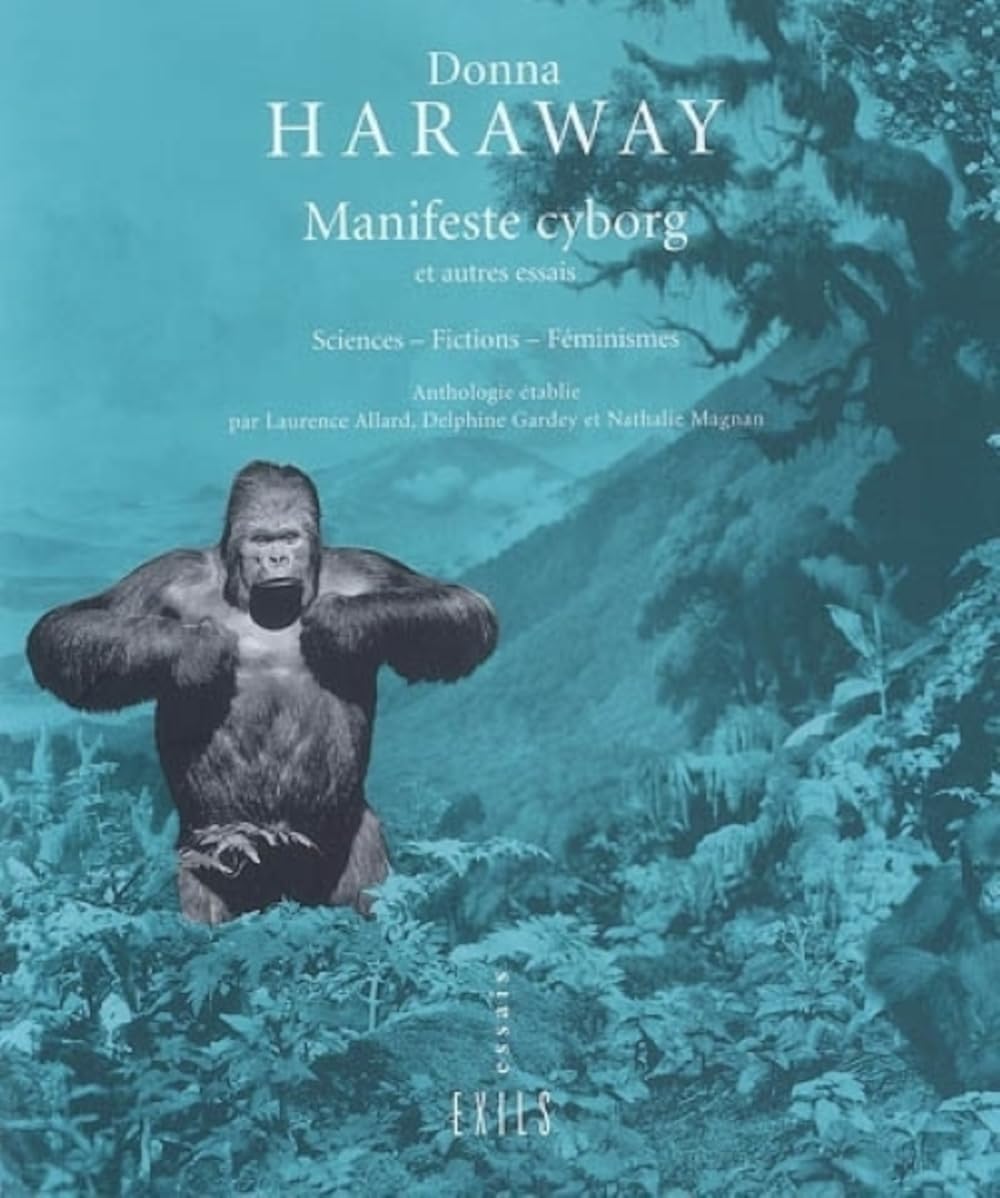 Donna
HARAWAY
Manifeste cyborg
et autres essais
Sciences – Fictions – Féminismes
Anthologie établie
par Laurence Allard, Delphine Gardey et Nathalie Magnan
essais
EXILS